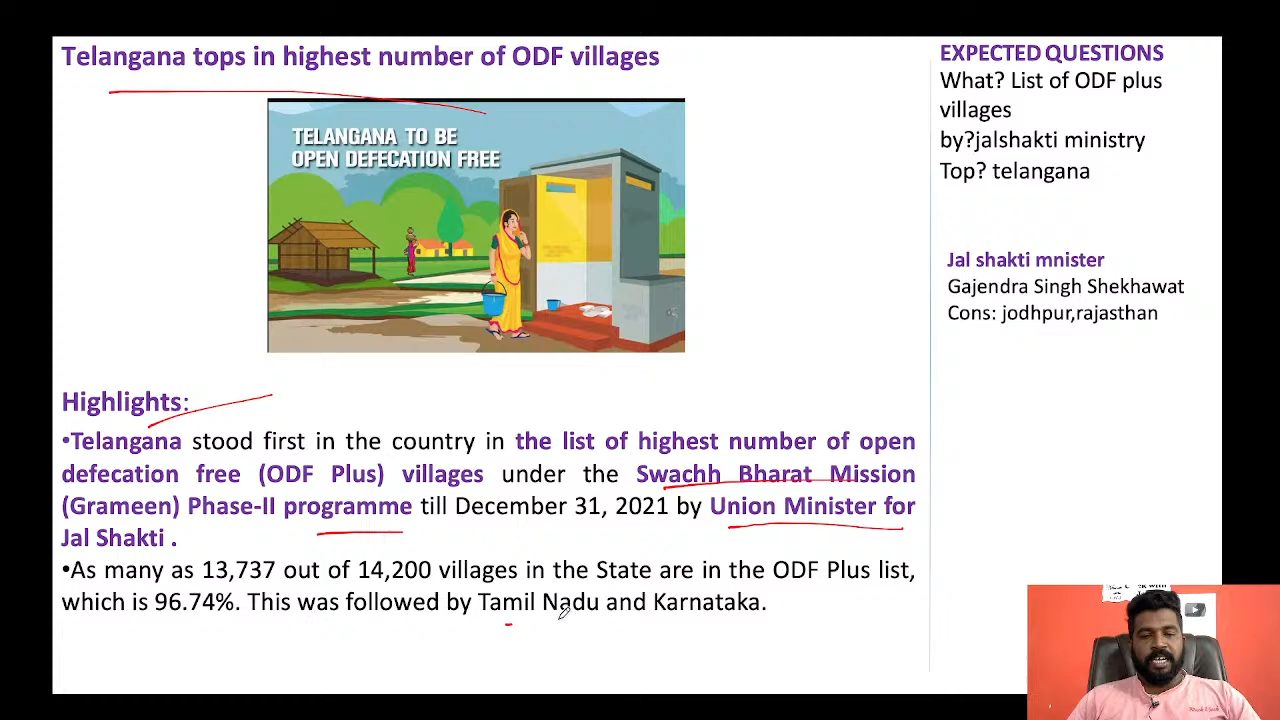 Telangana tops in highest number of ODF villages
TELANGANA TO BE
OPEN DEFECATION FREE
Highlights:
•Telangana stood first in the country in the list of highest number of open
defecation free (ODF Plus) villages under the Swachh Bharat Mission
(Grameen) Phase-II programme till December 31, 2021 by Union Minister for
Jal Shakti .
•As many as 13,737 out of 14,200 villages in the State are in the ODF Plus list,
which is 96.74%. This was followed by Tamil Nadu and Karnataka.
EXPECTED QUESTIONS
What? List of ODF plus
villages
by?jalshakti ministry
Top? telangana
Jal shakti mnister
Gajendra Singh Shekhawat
Cons: jodhpur,rajasthan